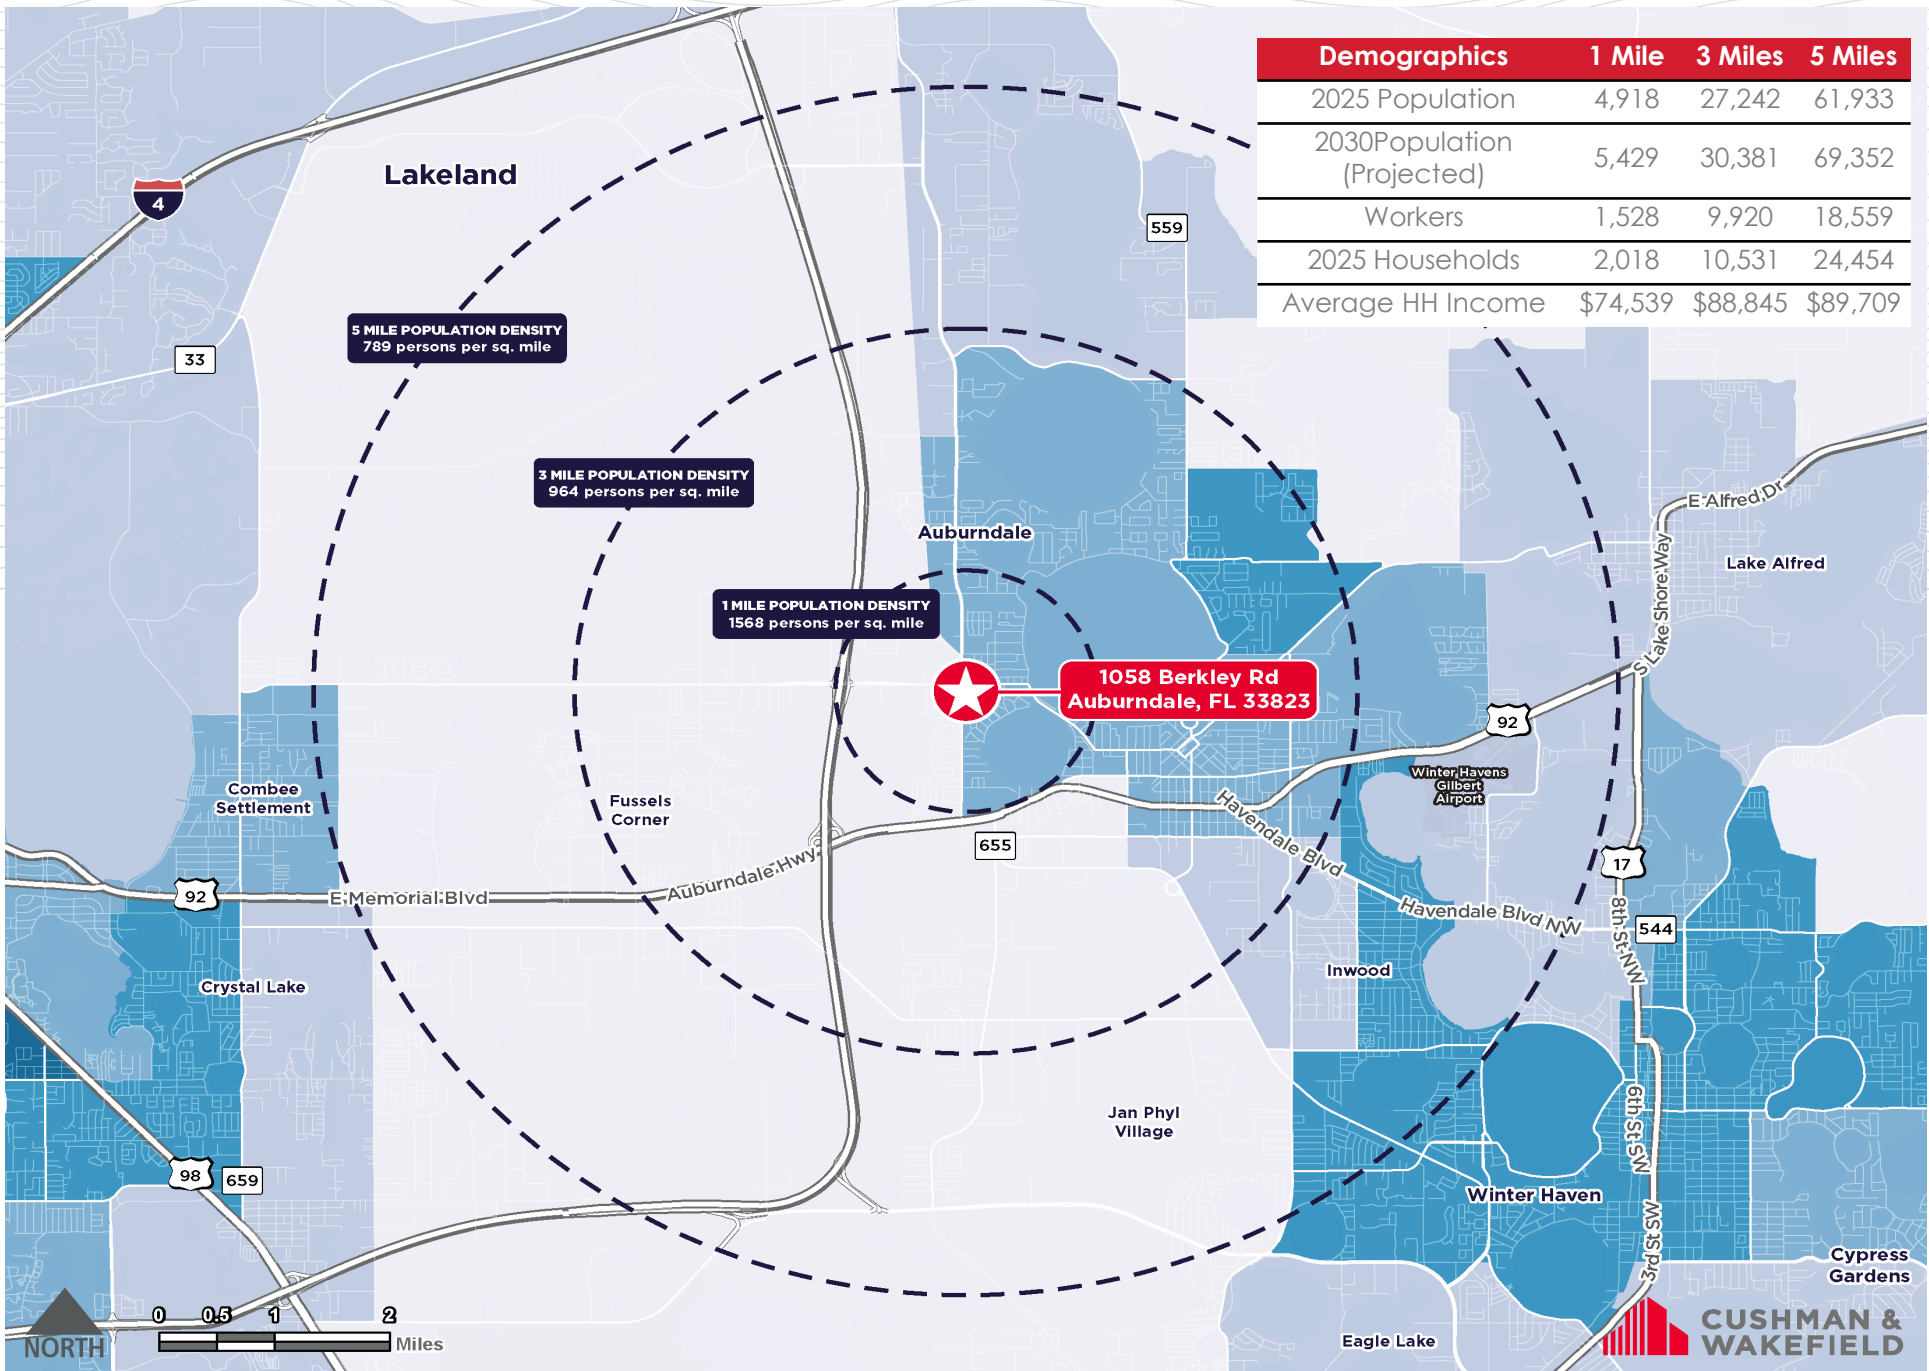 Demographics 1 Mile 3 Miles 5 Miles
2025 Population 4,918 27,242 61,933
2030Population
(Projected) 5,429 30,381 69,352
Workers 1,528 9,920 18,559
2025 Households 2,018 10,531 24,454
Average HH Income $74,539 $88,845 $89,709
Lakeland
4
559
5 MILE POPULATION DENSITY
789 persons per sq. mile
33
3 MILE POPULATION DENSITY
964 persons per sq. mile
E Alfred Dr
Auburndale
S Lake Shore Way
Lake Alfred
1 MILE POPULATION DENSITY
1568 persons per sq. mile
1058 Berkley Rd
Auburndale, FL 33823
92
Winter Havens
Gilbert
Airport
Combee
Settlement
Fussels
Corner
Havendale Blvd
655
17
Auburndale Hwy
92
E Memorial Blvd
Havendale Blvd NW
8th St NW
544
Inwood
Crystal Lake
Jan Phyl
Village
6th St SW
98
659
Winter Haven
3rd St SW
Cypress
Gardens
0 0.5 1 2
Miles
NORTH
Eagle Lake
CUSHMAN &
WAKEFIELD